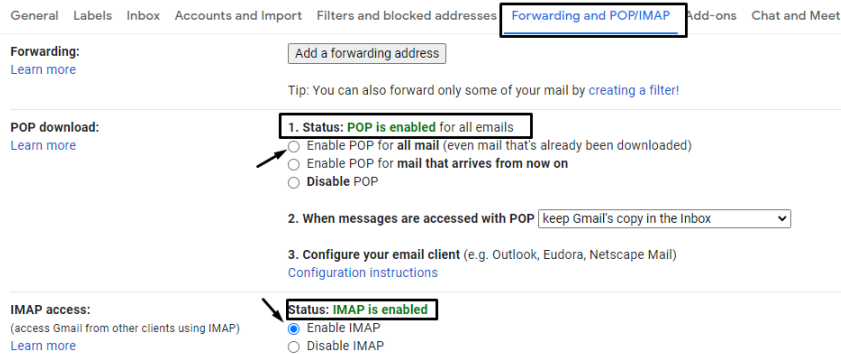 General Labels Inbox Accounts and Import Filters and blocked addresses Forwarding and POP/IMAP Add-ons Chat and Meet
Forwarding:
Learn more
Add a forwarding address
Tip: You can also forward only some of your mail by creating a filter!
POP download:
Learn more
1. Status: POP is enabled for all emails
Enable POP for all mail (even mail that's already been downloaded)
Enable POP for mail that arrives from now on
Disable POP
2. When messages are accessed with POP keep Gmail's copy in the Inbox
3. Configure your email client (e.g. Outlook, Eudora, Netscape Mail)
Configuration instructions
IMAP access:
(access Gmail from other clients using IMAP)
Learn more
Status: IMAP is enabled
Enable IMAP
Disable IMAP